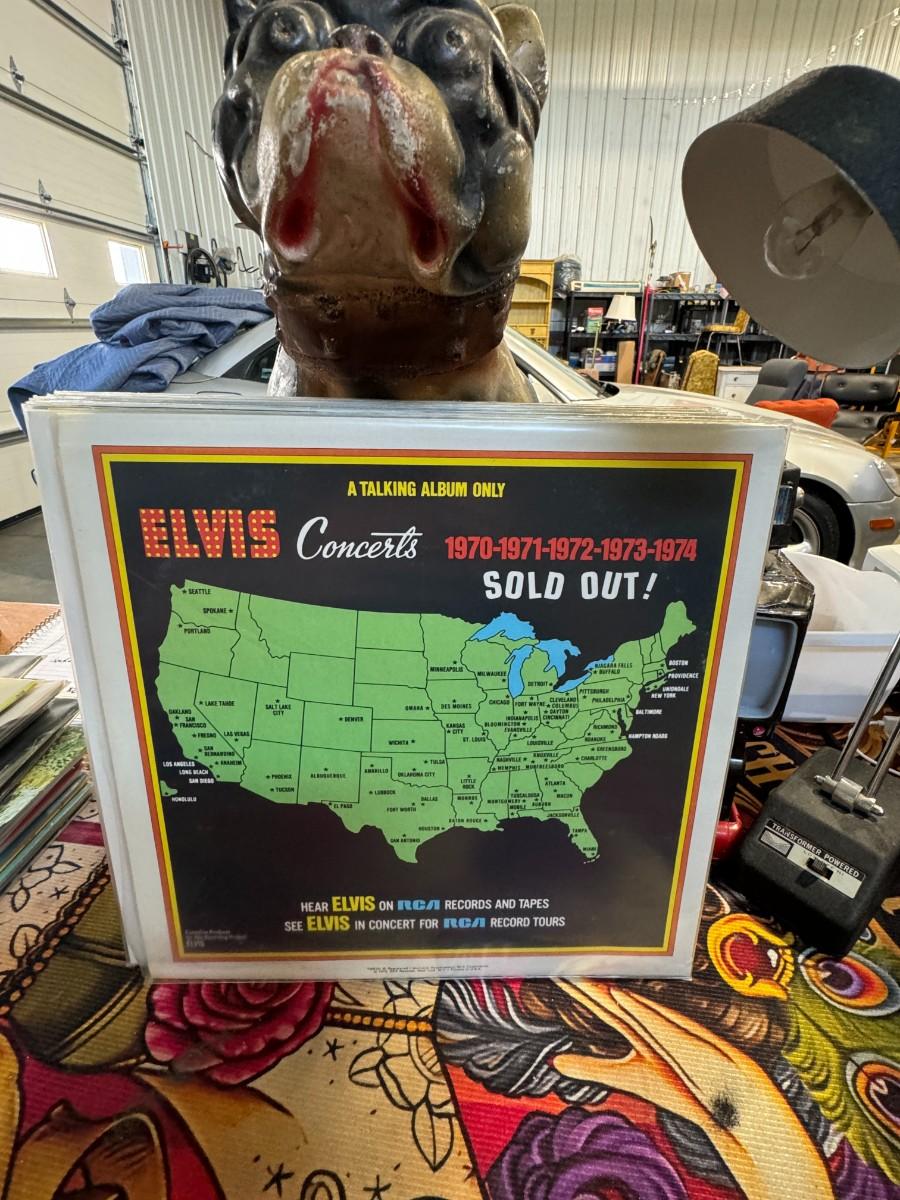 A TALKING ALBUM ONLY
ELVIS Concerts 1970-1971-1972-1973-1974
SOLD OUT!
SEATTLE
SPOKANE
PORTLAND
MINNEAPOLIS
MILWAUKEE
DETROIT
NIAGARA FALLS
BUFFALO
BOSTON
PROVIDENCE
UNIONDALE
NEW YORK
OAKLAND
SAN FRANCISCO
LAKE TAHOE
SALT LAKE CITY
DENVER
OMAHA
DES MOINES
CHICAGO
FORT WAYNE
CLEVELAND
COLUMBUS
PITTSBURGH
PHILADELPHIA
BALTIMORE
INDIANAPOLIS
DAYTON
CINCINNATI
BLOOMINGTON
EVANSVILLE
FRESNO
LAS VEGAS
WICHITA
KANSAS CITY
ST. LOUIS
LOUISVILLE
RICHMOND
ROANOKE
HAMPTON ROADS
GREENSBORO
LOS ANGELES
SAN BERNARDINO
ANAHEIM
LONG BEACH
SAN DIEGO
PHOENIX
TUCSON
ALBUQUERQUE
AMARILLO
TULSA
OKLAHOMA CITY
LITTLE ROCK
NASHVILLE
KNOXVILLE
MEMPHIS
MURFREESBORO
CHARLOTTE
HONOLULU
EL PASO
LUBBOCK
DALLAS
FORT WORTH
MONROE
TUSCALOOSA
ATLANTA
MACON
MONTGOMERY
AUBURN
MOBILE
JACKSONVILLE
SAN ANTONIO
HOUSTON
BATON ROUGE
TAMPA
MIAMI
HEAR ELVIS ON RCA RECORDS AND TAPES
SEE ELVIS IN CONCERT FOR RCA RECORD TOURS
TRANSFORMER POWERED